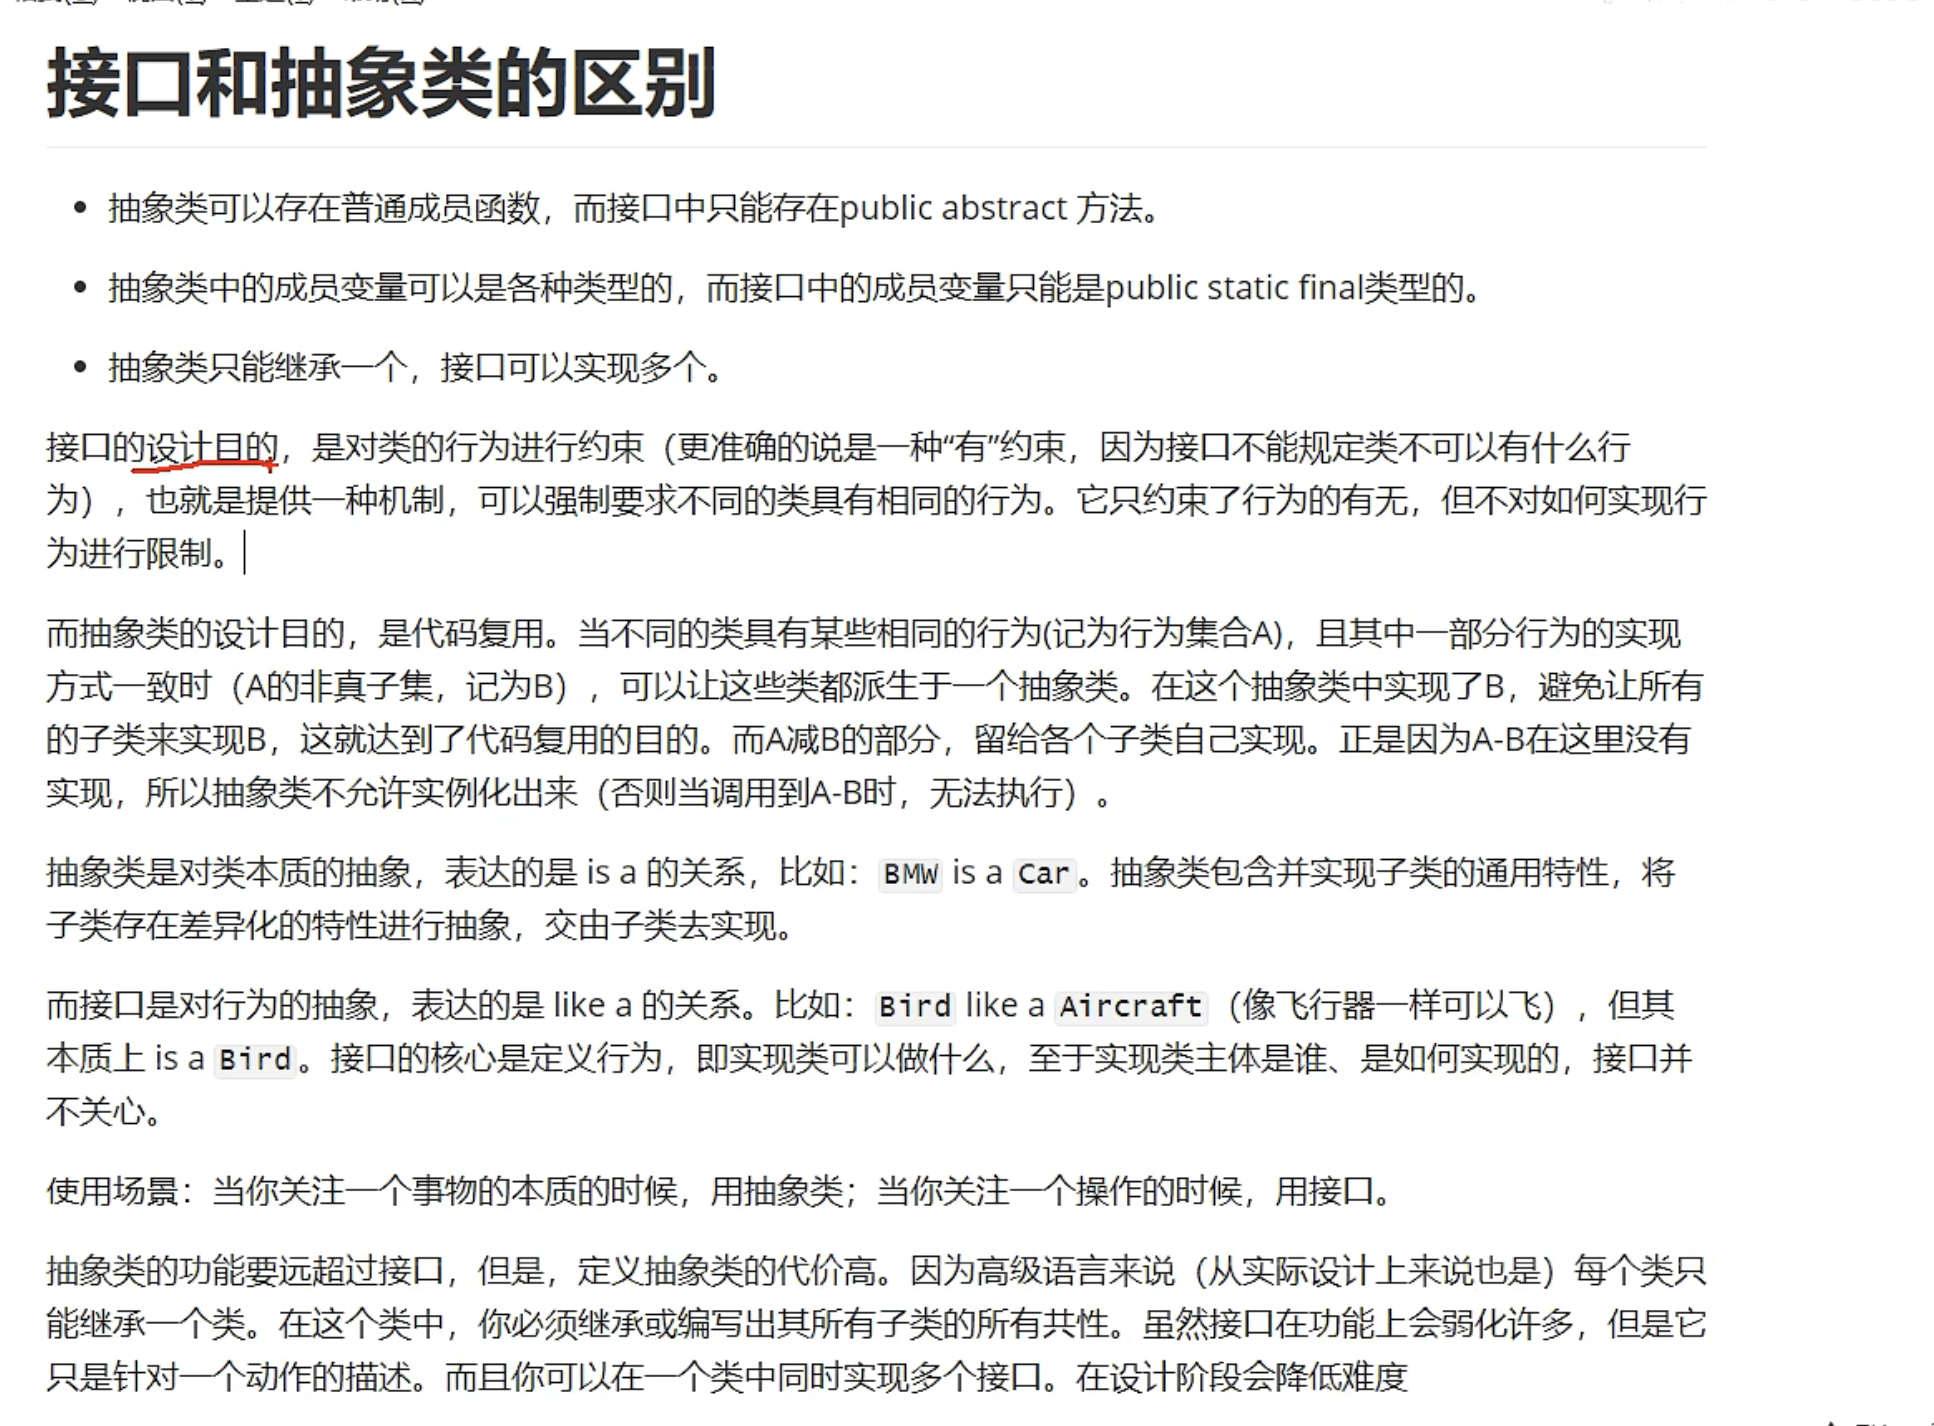 接口和抽象类的区别
抽象类可以存在普通成员函数，而接口中只能存在public abstract 方法。
抽象类中的成员变量可以是各种类型的，而接口中的成员变量只能是public static final类型的。
抽象类只能继承一个，接口可以实现多个。
接口的设计目的，是对类的行为进行约束（更准确的说是一种“有”约束，因为接口不能规定类不可以有什么行
为），也就是提供一种机制，可以强制要求不同的类具有相同的行为。它只约束了行为的有无，但不对如何实现行
为进行限制。
而抽象类的设计目的，是代码复用。当不同的类具有某些相同的行为(记为行为集合A)，且其中一部分行为的实现
方式一致时（A的非真子集，记为B），可以让这些类都派生于一个抽象类。在这个抽象类中实现了B，避免让所有
的子类来实现B，这就达到了代码复用的目的。而A减B的部分，留给各个子类自己实现。正是因为A-B在这里没有
实现，所以抽象类不允许实例化出来（否则当调用到A-B时，无法执行）。
抽象类是对类本质的抽象，表达的是 is a 的关系，比如：BMW is a Car。抽象类包含并实现子类的通用特性，将
子类存在差异化的特性进行抽象，交由子类去实现。
而接口是对行为的抽象，表达的是 like a 的关系。比如：Bird like a Aircraft（像飞行器一样可以飞），但其
本质上 is a Bird。接口的核心是定义行为，即实现类可以做什么，至于实现类主体是谁、是如何实现的，接口并
不关心。
使用场景：当你关注一个事物的本质的时候，用抽象类；当你关注一个操作的时候，用接口。
抽象类的功能要远超过接口，但是，定义抽象类的代价高。因为高级语言来说（从实际设计上来说也是）每个类只
能继承一个类。在这个类中，你必须继承或编写出其所有子类的所有共性。虽然接口在功能上会弱化许多，但是它
只是针对一个动作的描述。而且你可以在一个类中同时实现多个接口。在设计阶段会降低难度